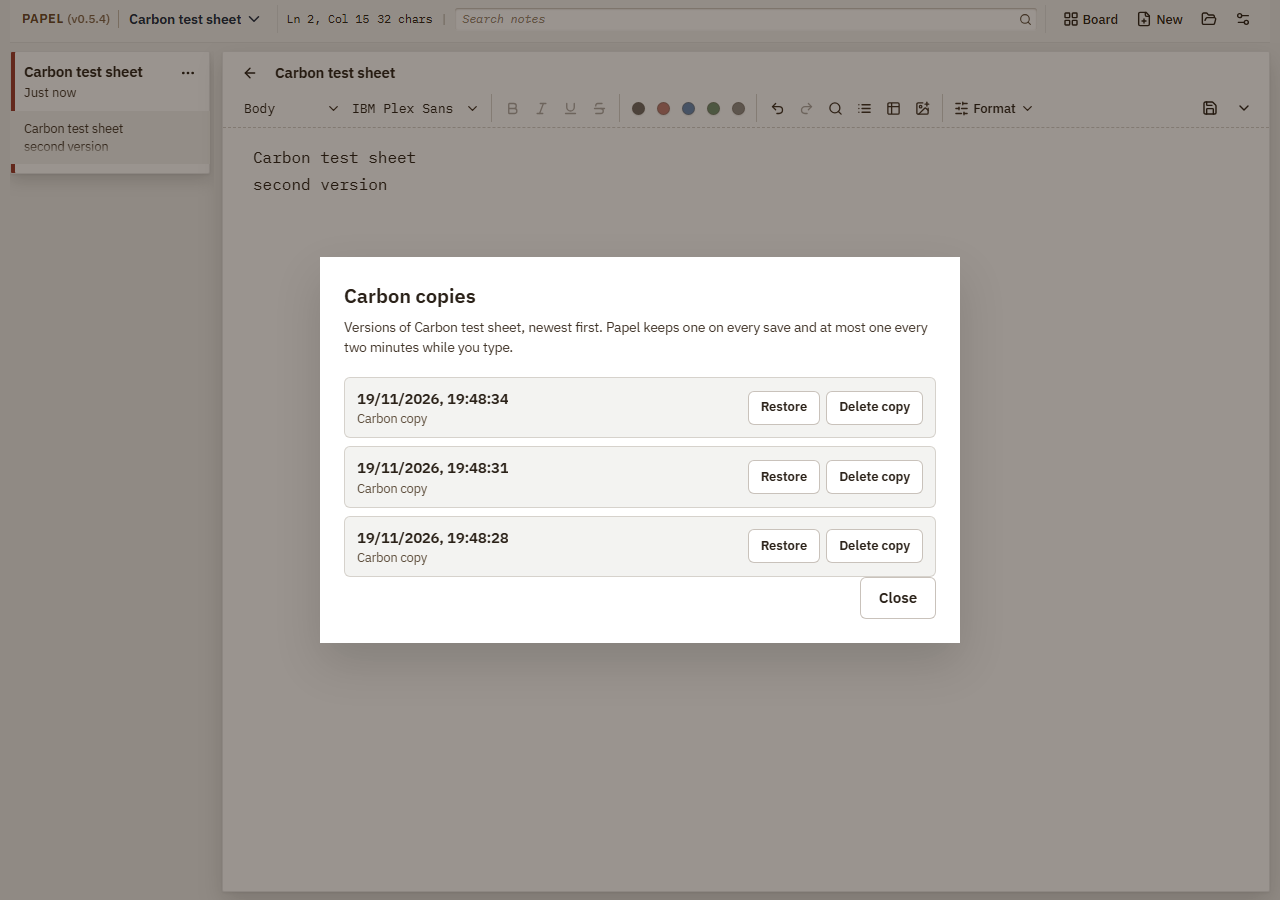 PAPEL (v0.5.4)
Carbon test sheet
Ln 2, Col 15 32 chars |
Search notes
Board
New
Carbon test sheet
Just now
Carbon test sheet
second version
Carbon test sheet
Body
IBM Plex Sans
B I U S
Format
Carbon test sheet
second version
Carbon copies
Versions of Carbon test sheet, newest first. Papel keeps one on every save and at most one every
two minutes while you type.
19/11/2026, 19:48:34
Carbon copy
Restore
Delete copy
19/11/2026, 19:48:31
Carbon copy
Restore
Delete copy
19/11/2026, 19:48:28
Carbon copy
Restore
Delete copy
Close